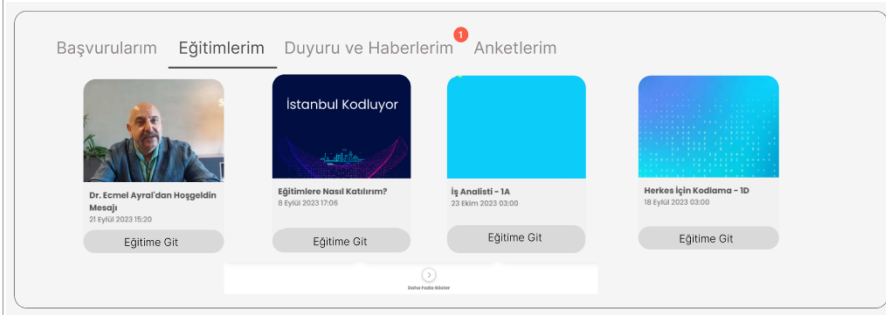 Başvurularım Eğitimlerim Duyuru ve Haberlerim 1 Anketlerim
İstanbul Kodluyor
Dr. Ecmel Ayral'dan Hoşgeldin
Mesajı
21 Eylül 2023 15:20
Eğitime Git
Eğitimlere Nasıl Katılırım?
8 Eylül 2023 17:06
Eğitime Git
İş Analisti - 1A
23 Ekim 2023 03:00
Eğitime Git
Herkes İçin Kodlama - 1D
18 Eylül 2023 03:00
Eğitime Git
Daha Fazla Göster